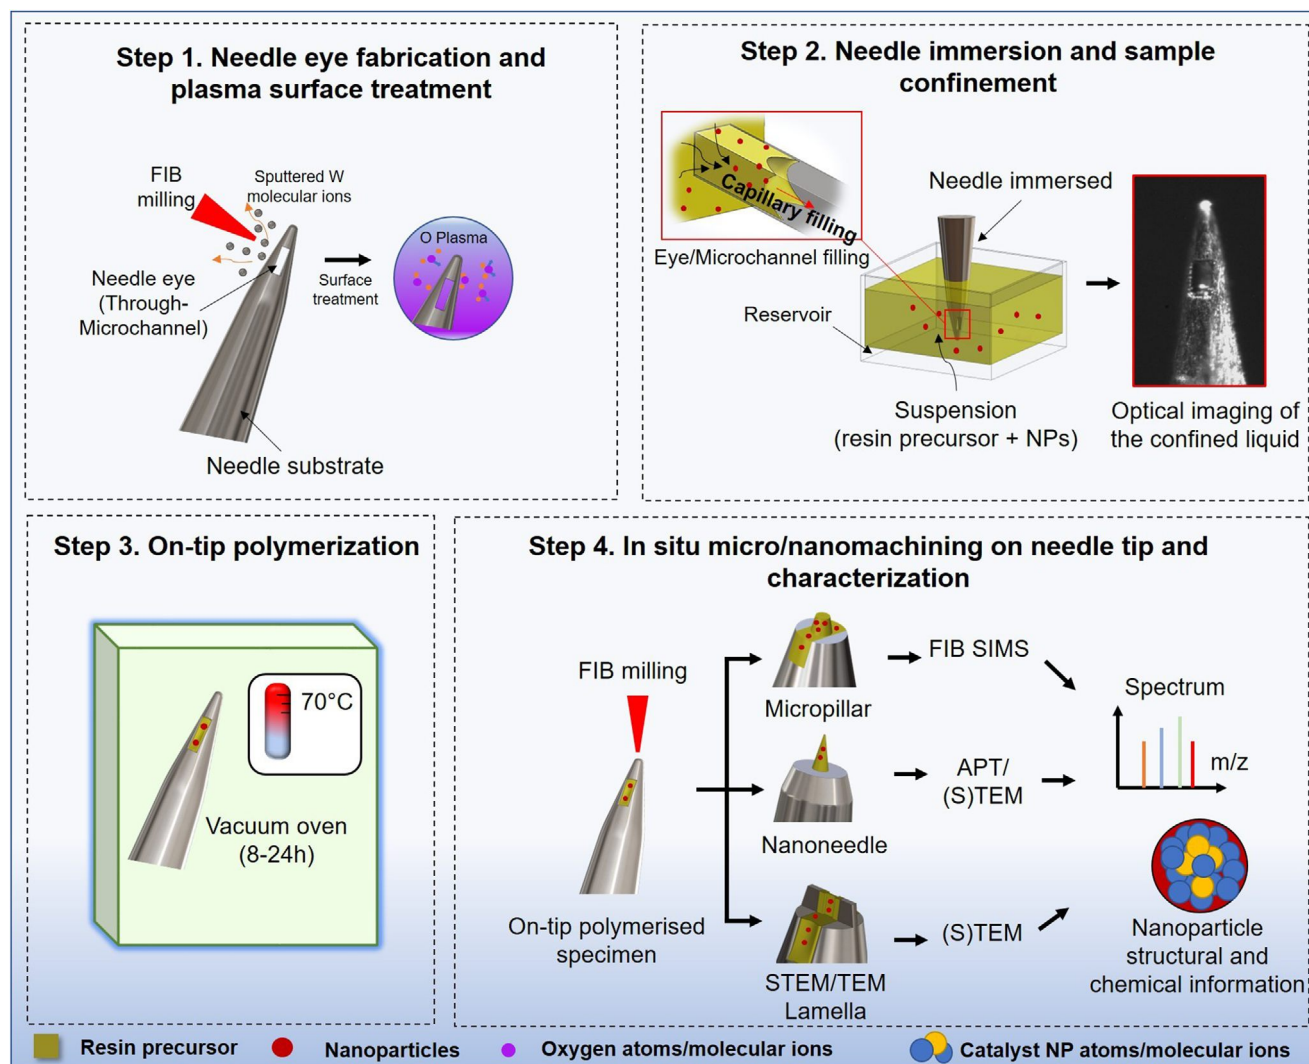 Step 1. Needle eye fabrication and
plasma surface treatment
FIB
milling
Sputtered W
molecular ions
Needle eye
(Through-
Microchannel)
Surface
treatment
O Plasma
Needle substrate
Step 2. Needle immersion and sample
confinement
Capillary filling
Eye/Microchannel filling
Needle immersed
Reservoir
Suspension
(resin precursor + NPs)
Optical imaging of
the confined liquid
Step 3. On-tip polymerization
70°C
Vacuum oven
(8-24h)
Step 4. In situ micro/nanomachining on needle tip and
characterization
FIB milling
On-tip polymerised
specimen
Micropillar
Nanoneedle
STEM/TEM
Lamella
FIB SIMS
APT/
(S)TEM
(S)TEM
Spectrum
m/z
Nanoparticle
structural and
chemical information
Resin precursor
Nanoparticles
Oxygen atoms/molecular ions
Catalyst NP atoms/molecular ions